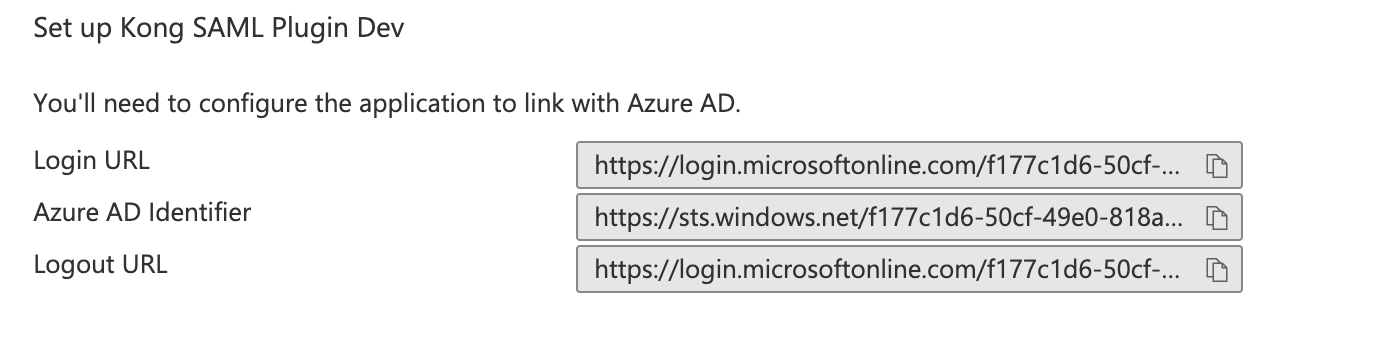 Set up Kong SAML Plugin Dev
You'll need to configure the application to link with Azure AD.
Login URL
https://login.microsoftonline.com/f177c1d6-50cf-...
Azure AD Identifier
https://sts.windows.net/f177c1d6-50cf-49e0-818a...
Logout URL
https://login.microsoftonline.com/f177c1d6-50cf-...